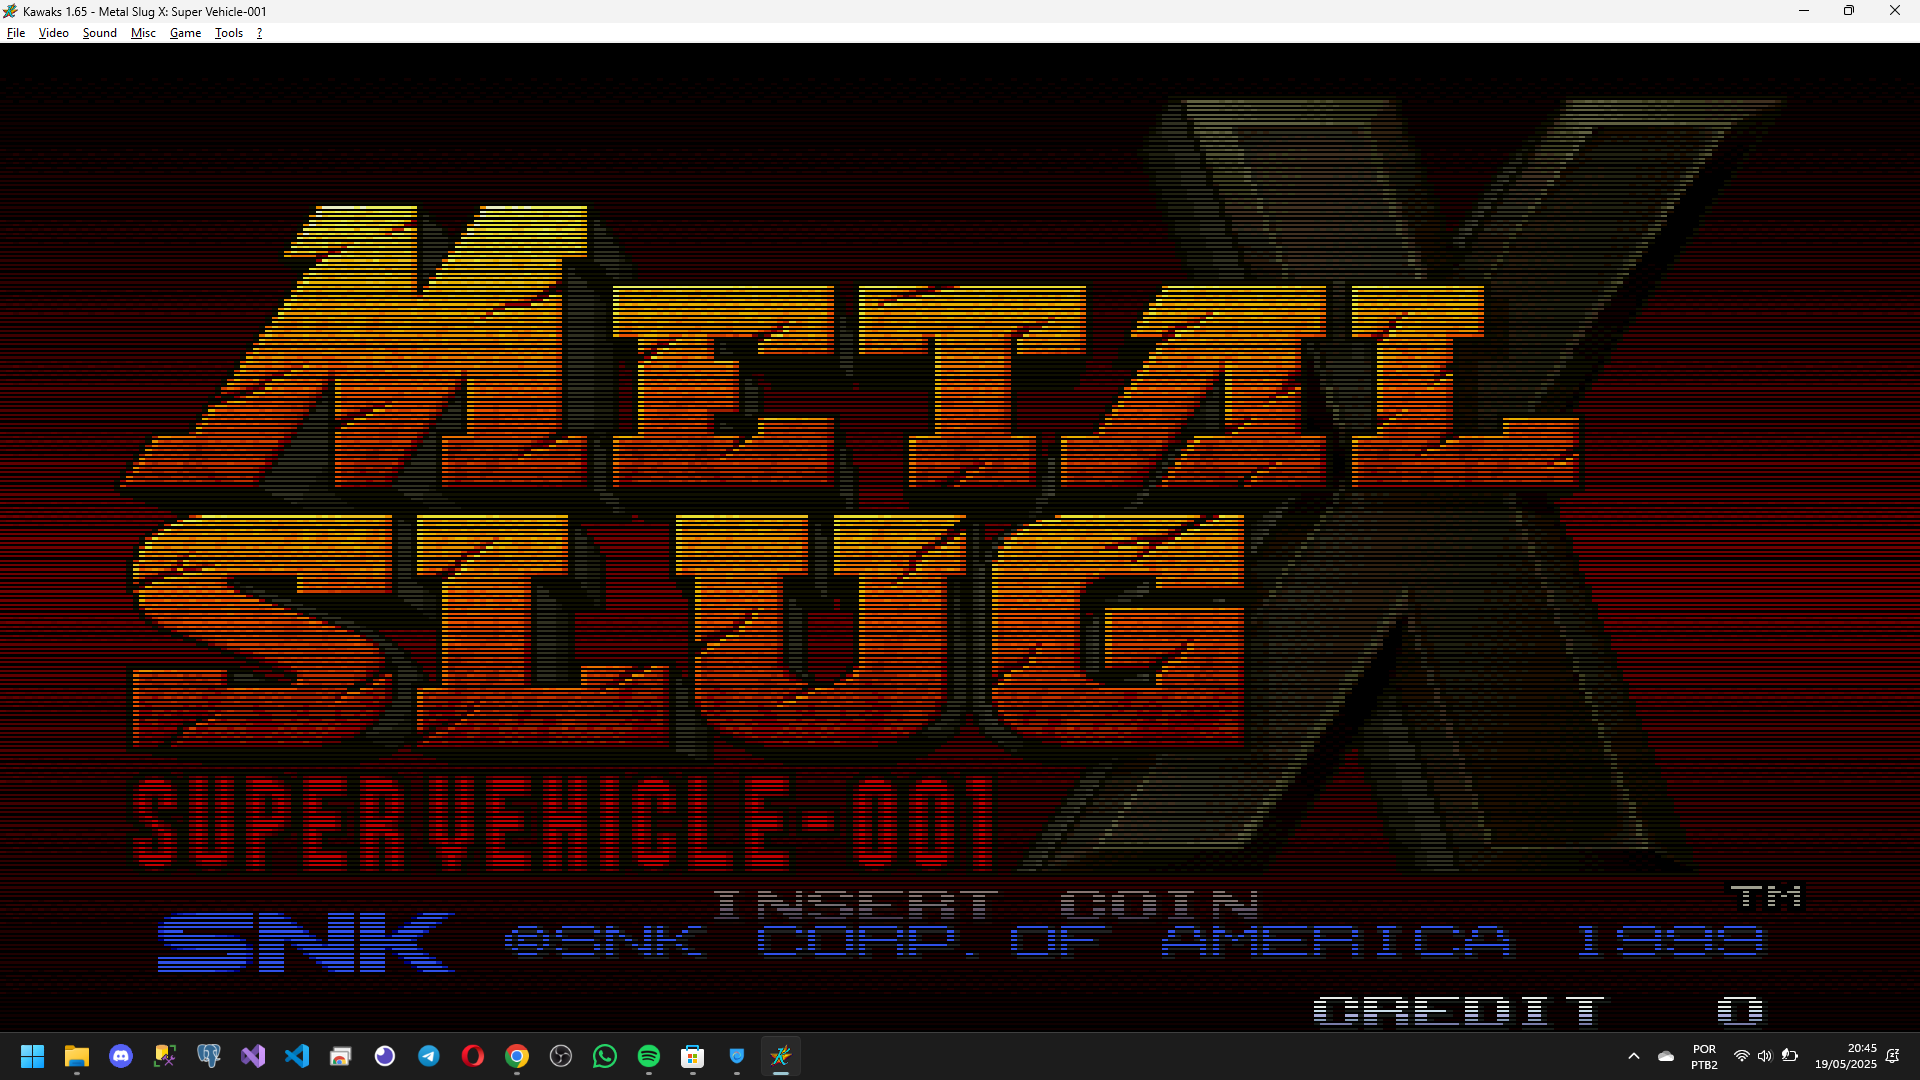 Kawaks 1.65 - Metal Slug X: Super Vehicle-001
File Video Sound Misc Game Tools ?
METAL X
SLUG
SUPER VEHICLE-001
TM
INSERT COIN
SNK ©SNK CORP. OF AMERICA 1999
CREDIT 0
POR
PTB2
20:45
19/05/2025